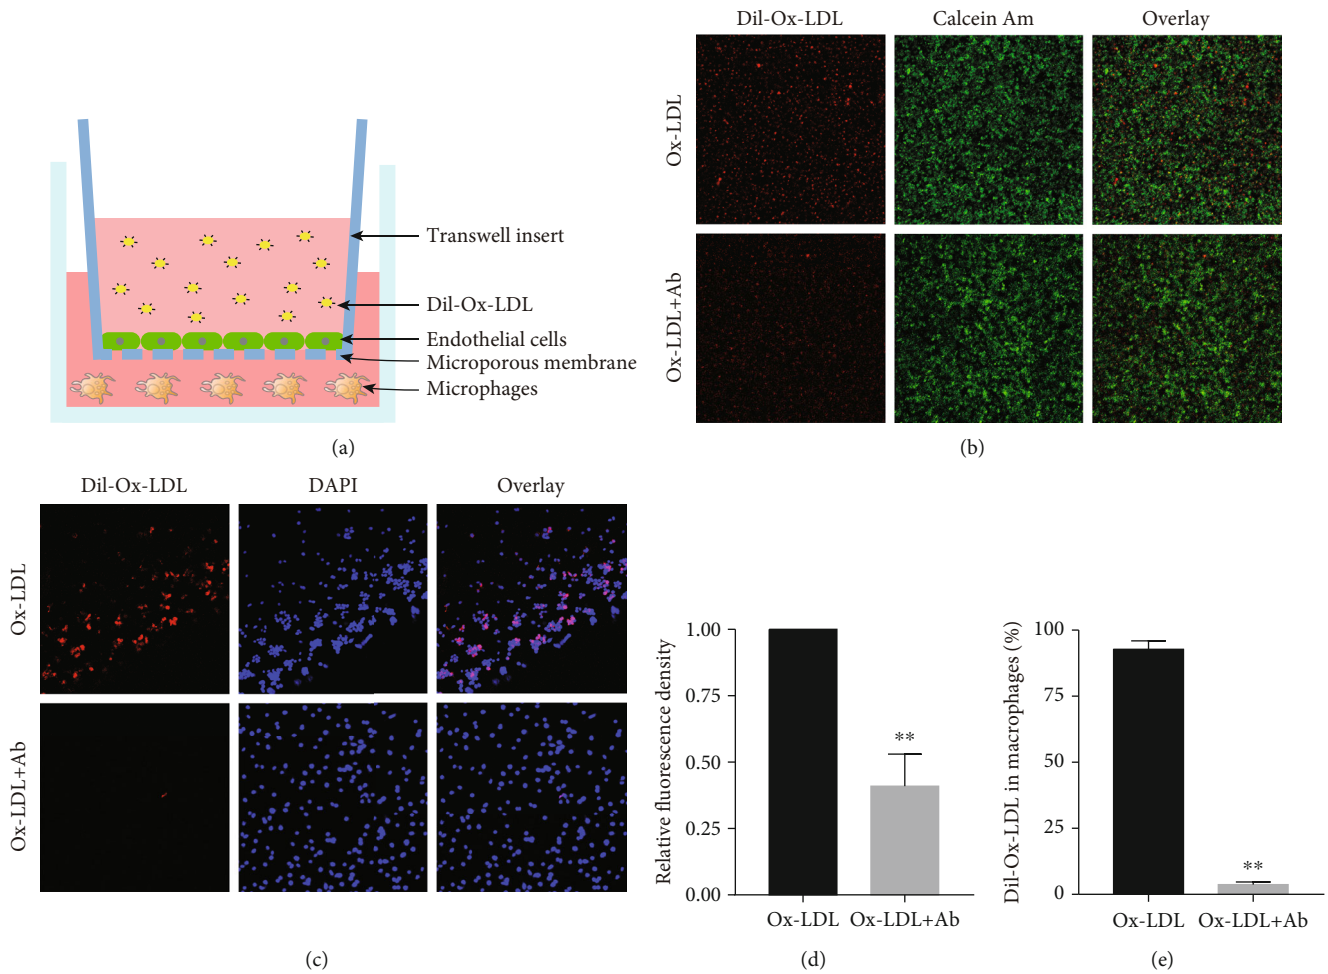 Transwell insert
Dil-Ox-LDL
Endothelial cells
Microporous membrane
Microphages
(a)
Dil-Ox-LDL Calcein Am Overlay
Ox-LDL
Ox-LDL+Ab
(b)
Dil-Ox-LDL DAPI Overlay
Ox-LDL
Ox-LDL+Ab
(c)
Relative fluorescence density
1.00
0.75
0.50
0.25
0.00
**
Ox-LDL Ox-LDL+Ab
(d)
Dil-Ox-LDL in macrophages (%)
100
75
50
25
0
**
Ox-LDL Ox-LDL+Ab
(e)